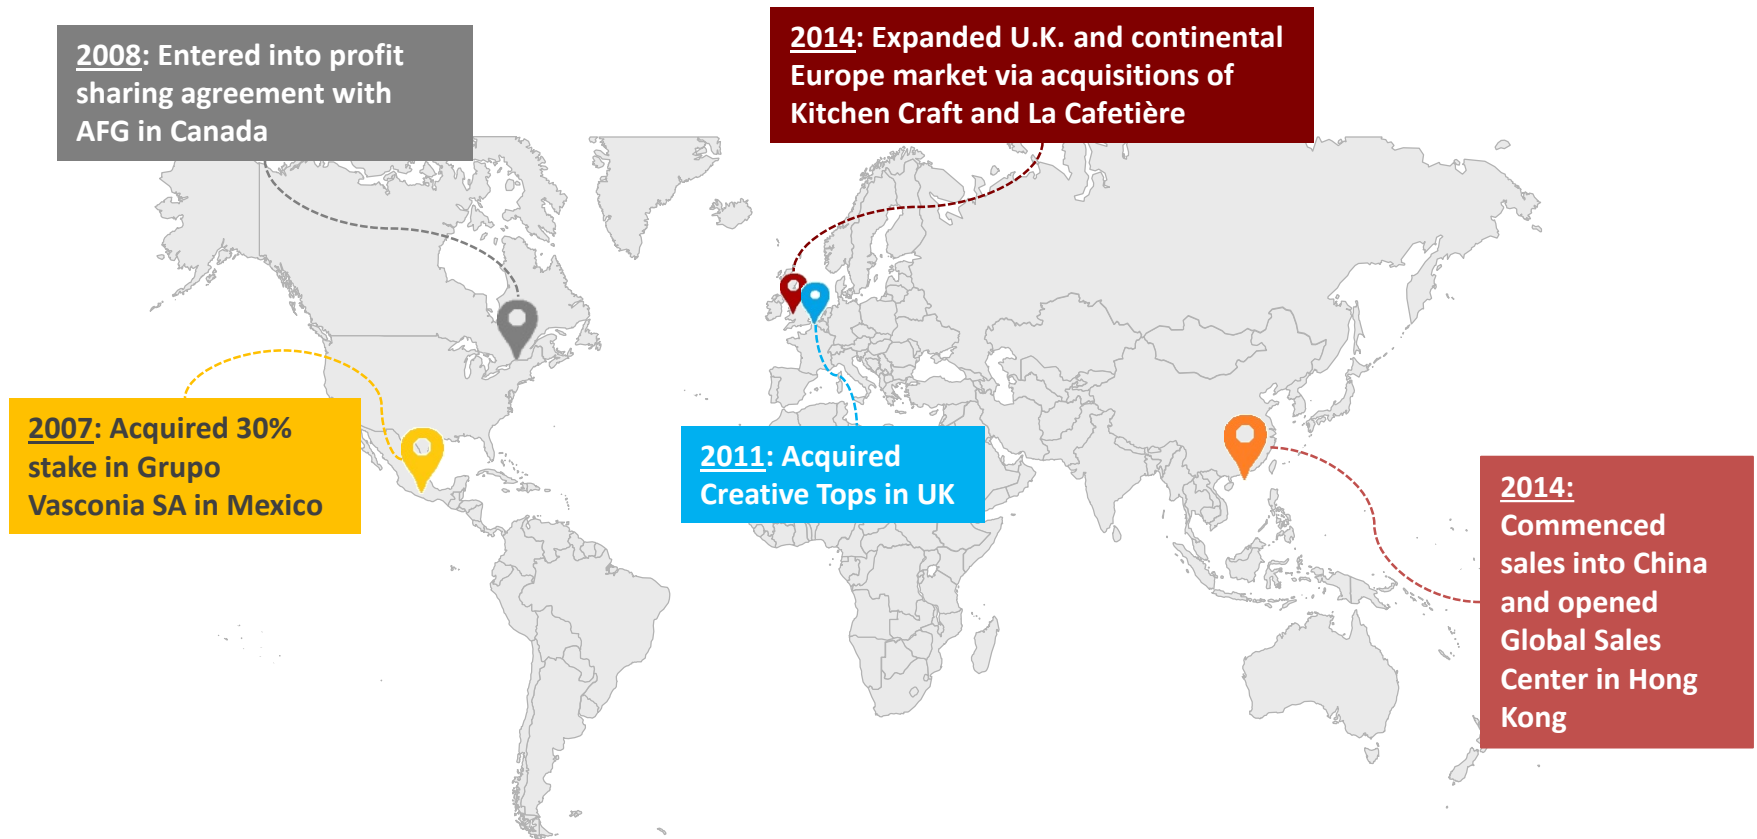 2008: Entered into profit
sharing agreement with
AFG in Canada
2014: Expanded U.K. and continental
Europe market via acquisitions of
Kitchen Craft and La Cafetière
2007: Acquired 30%
stake in Grupo
Vasconia SA in Mexico
2011: Acquired
Creative Tops in UK
2014:
Commenced
sales into China
and opened
Global Sales
Center in Hong
Kong